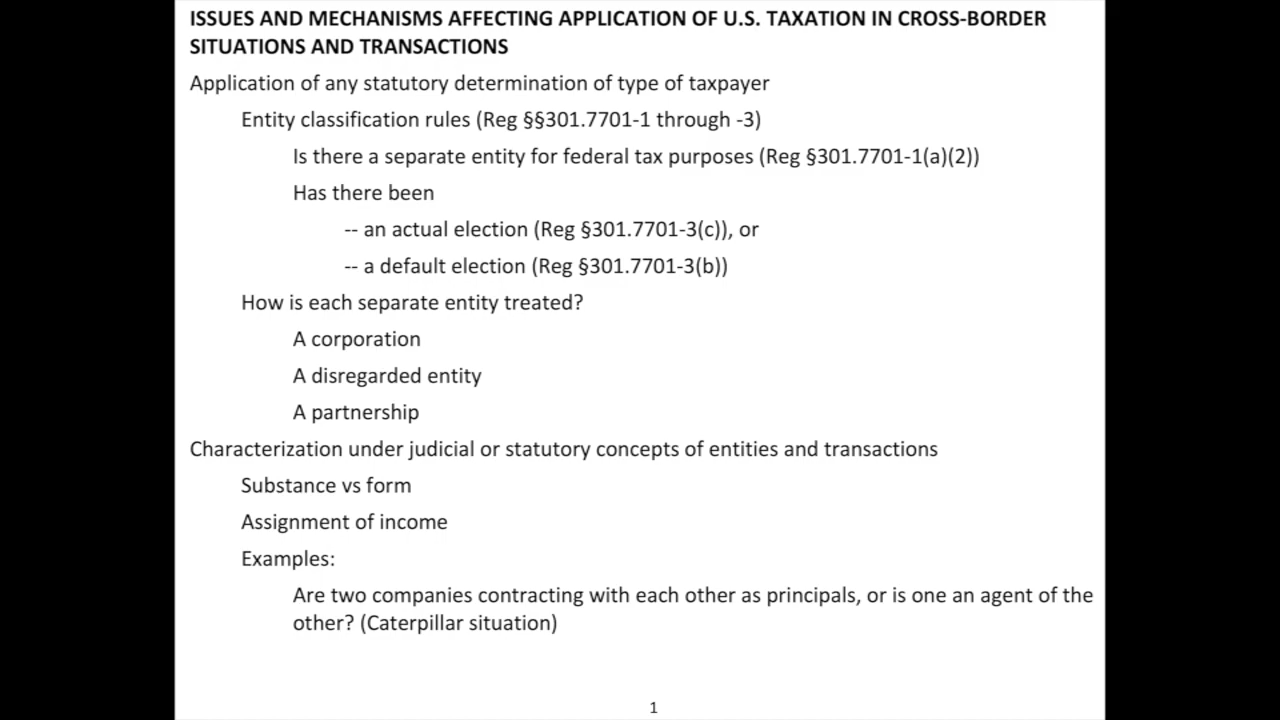 ISSUES AND MECHANISMS AFFECTING APPLICATION OF U.S. TAXATION IN CROSS-BORDER
SITUATIONS AND TRANSACTIONS
Application of any statutory determination of type of taxpayer
Entity classification rules (Reg §§301.7701-1 through -3)
Is there a separate entity for federal tax purposes (Reg §301.7701-1(a)(2))
Has there been
-- an actual election (Reg §301.7701-3(c)), or
-- a default election (Reg §301.7701-3(b))
How is each separate entity treated?
A corporation
A disregarded entity
A partnership
Characterization under judicial or statutory concepts of entities and transactions
Substance vs form
Assignment of income
Examples:
Are two companies contracting with each other as principals, or is one an agent of the
other? (Caterpillar situation)
1